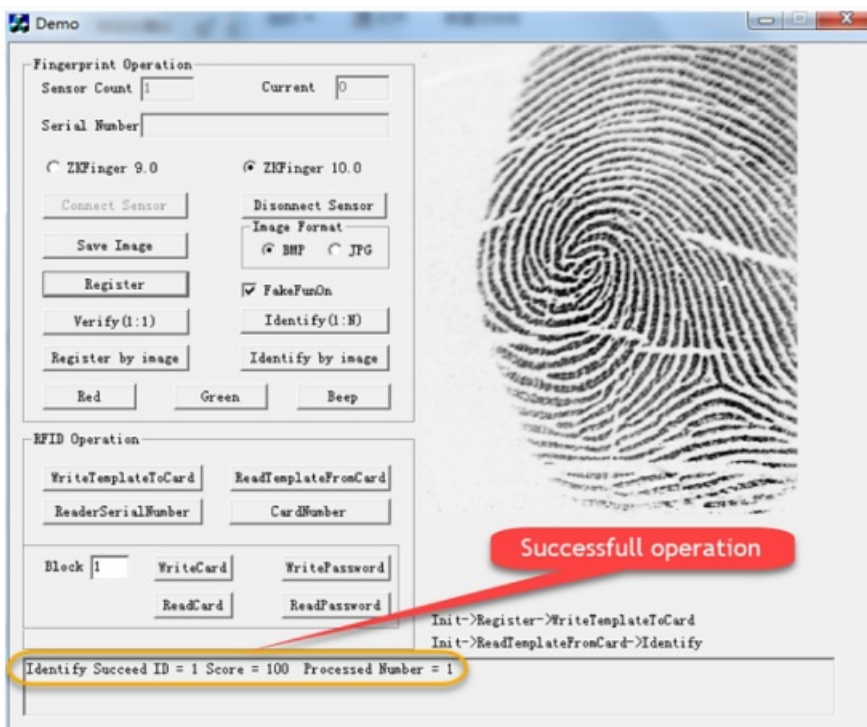 Demo
Fingerprint Operation
Sensor Count 1 Current 0
Serial Number
ZKFinger 9.0 ZKFinger 10.0
Connect Sensor Disonnect Sensor
Image Format
Save Image BMP JPG
Register FakeFunOn
Verify(1:1) Identify(1:N)
Register by image Identify by image
Red Green Beep
RFID Operation
WriteTemplateToCard ReadTemplateFromCard
ReaderSerialNumber CardNumber
Successfull operation
Block 1 WriteCard WritePassword
ReadCard ReadPassword
Init->Register->WriteTemplateToCard
Init->ReadTemplateFromCard->Identify
Identify Succeed ID = 1 Score = 100 Processed Number = 1